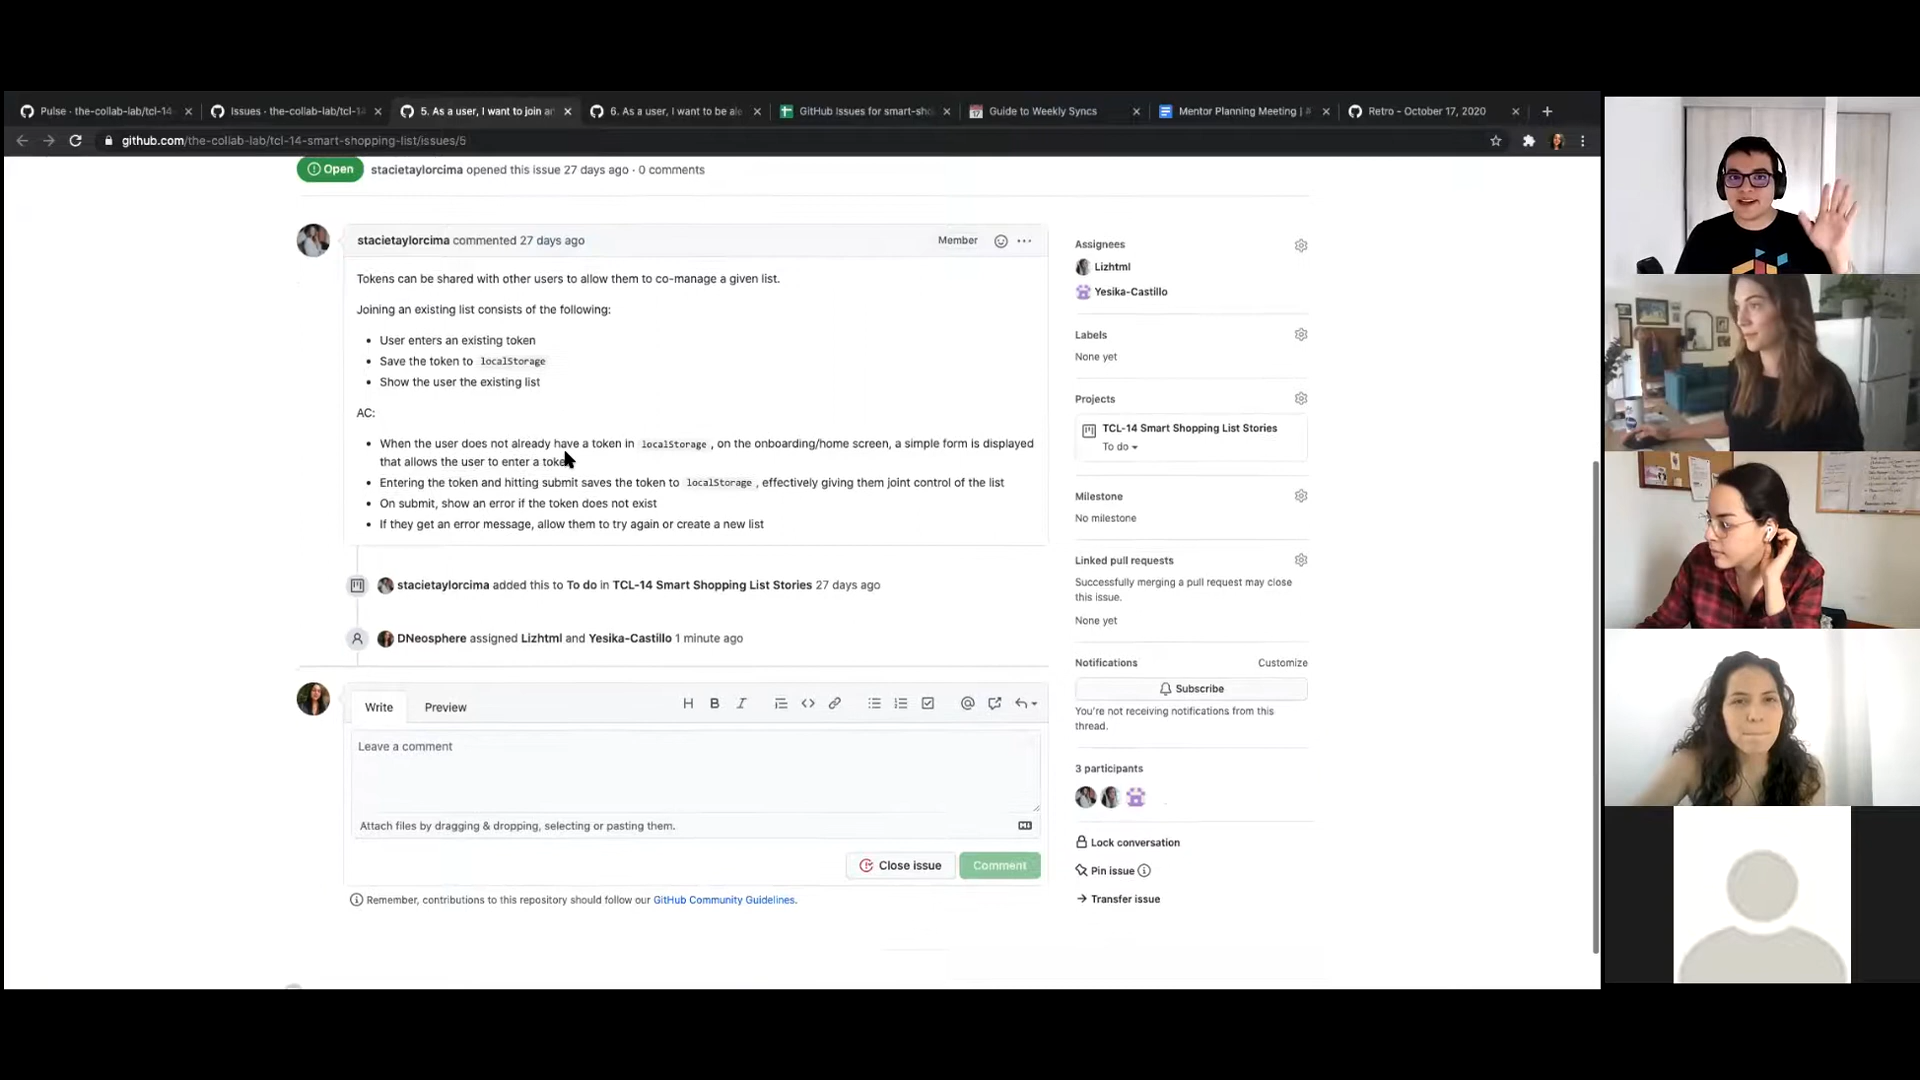 Pulse · the-collab-lab/tcl-14-
Issues · the-collab-lab/tcl-1
5. As a user, I want to join an
6. As a user, I want to be ale
GitHub Issues for smart-sho
Guide to Weekly Syncs
Mentor Planning Meeting |
Retro - October 17, 2020
github.com/the-collab-lab/tcl-14-smart-shopping-list/issues/5
Open
stacietaylorcima opened this issue 27 days ago · 0 comments
stacietaylorcima commented 27 days ago
Member
Tokens can be shared with other users to allow them to co-manage a given list.
Joining an existing list consists of the following:
• User enters an existing token
• Save the token to localStorage
• Show the user the existing list
AC:
• When the user does not already have a token in localStorage, on the onboarding/home screen, a simple form is displayed
that allows the user to enter a token
• Entering the token and hitting submit saves the token to localStorage, effectively giving them joint control of the list
• On submit, show an error if the token does not exist
• If they get an error message, allow them to try again or create a new list
stacietaylorcima added this to To do in TCL-14 Smart Shopping List Stories 27 days ago
DNeosphere assigned Lizhtml and Yesika-Castillo 1 minute ago
Write
Preview
H B I
Leave a comment
Attach files by dragging & dropping, selecting or pasting them.
Close issue
Comment
Remember, contributions to this repository should follow our GitHub Community Guidelines.
Assignees
Lizhtml
Yesika-Castillo
Labels
None yet
Projects
TCL-14 Smart Shopping List Stories
To do
Milestone
No milestone
Linked pull requests
Successfully merging a pull request may close
this issue.
None yet
Notifications
Customize
Subscribe
You're not receiving notifications from this
thread.
3 participants
Lock conversation
Pin issue
Transfer issue